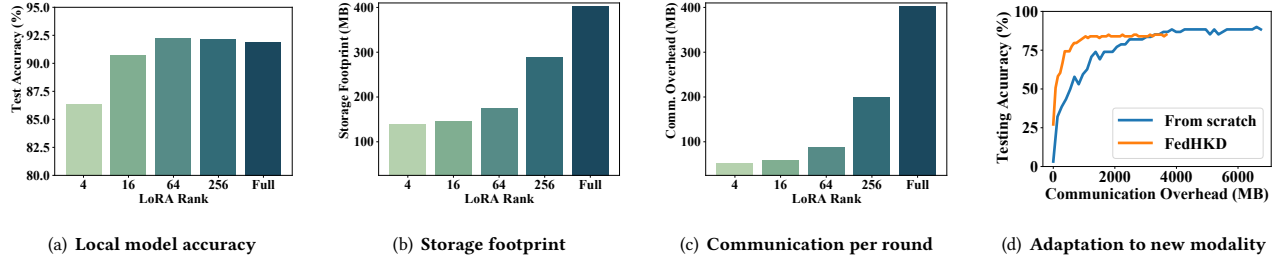 95.0
92.5
90.0
87.5
85.0
82.5
80.0
Test Accuracy (%)
4 16 64 256 Full
LoRA Rank
(a) Local model accuracy
400
300
200
100
Storage Footprint (MB)
4 16 64 256 Full
LoRA Rank
(b) Storage footprint
400
300
200
100
Comm. Overhead (MB)
4 16 64 256 Full
LoRA Rank
(c) Communication per round
100
75
50
25
0
Testing Acuuracy (%)
From scratch
FedHKD
0 2000 4000 6000
Communication Overhead (MB)
(d) Adaptation to new modality